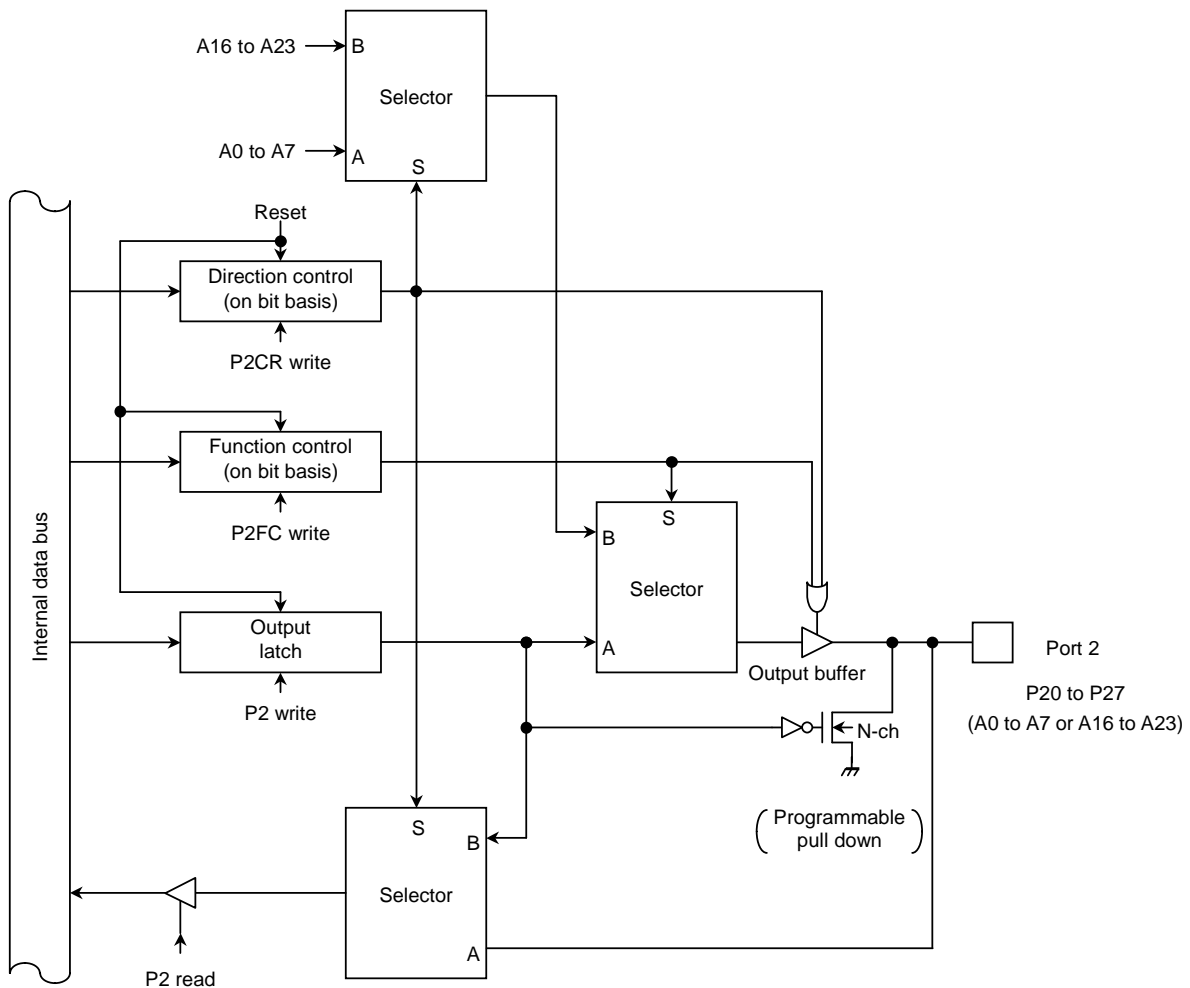 A16 to A23
B
Selector
A0 to A7
A
S
Reset
Direction control
(on bit basis)
P2CR write
Function control
(on bit basis)
P2FC write
S
B
Selector
A
Internal data bus
Output
latch
P2 write
Output buffer
Port 2
P20 to P27
(A0 to A7 or A16 to A23)
N-ch
(Programmable
pull down)
S
B
Selector
A
P2 read